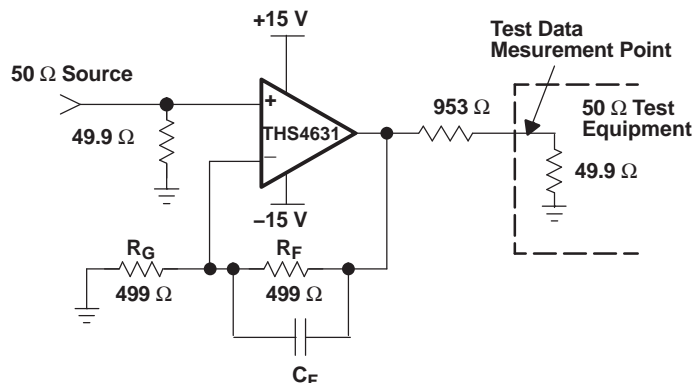 +15 V
Test Data
Mesurement Point
50 Ω Source
+
THS4631
−
−15 V
49.9 Ω
953 Ω
50 Ω Test
Equipment
49.9 Ω
RG
499 Ω
RF
499 Ω
CF